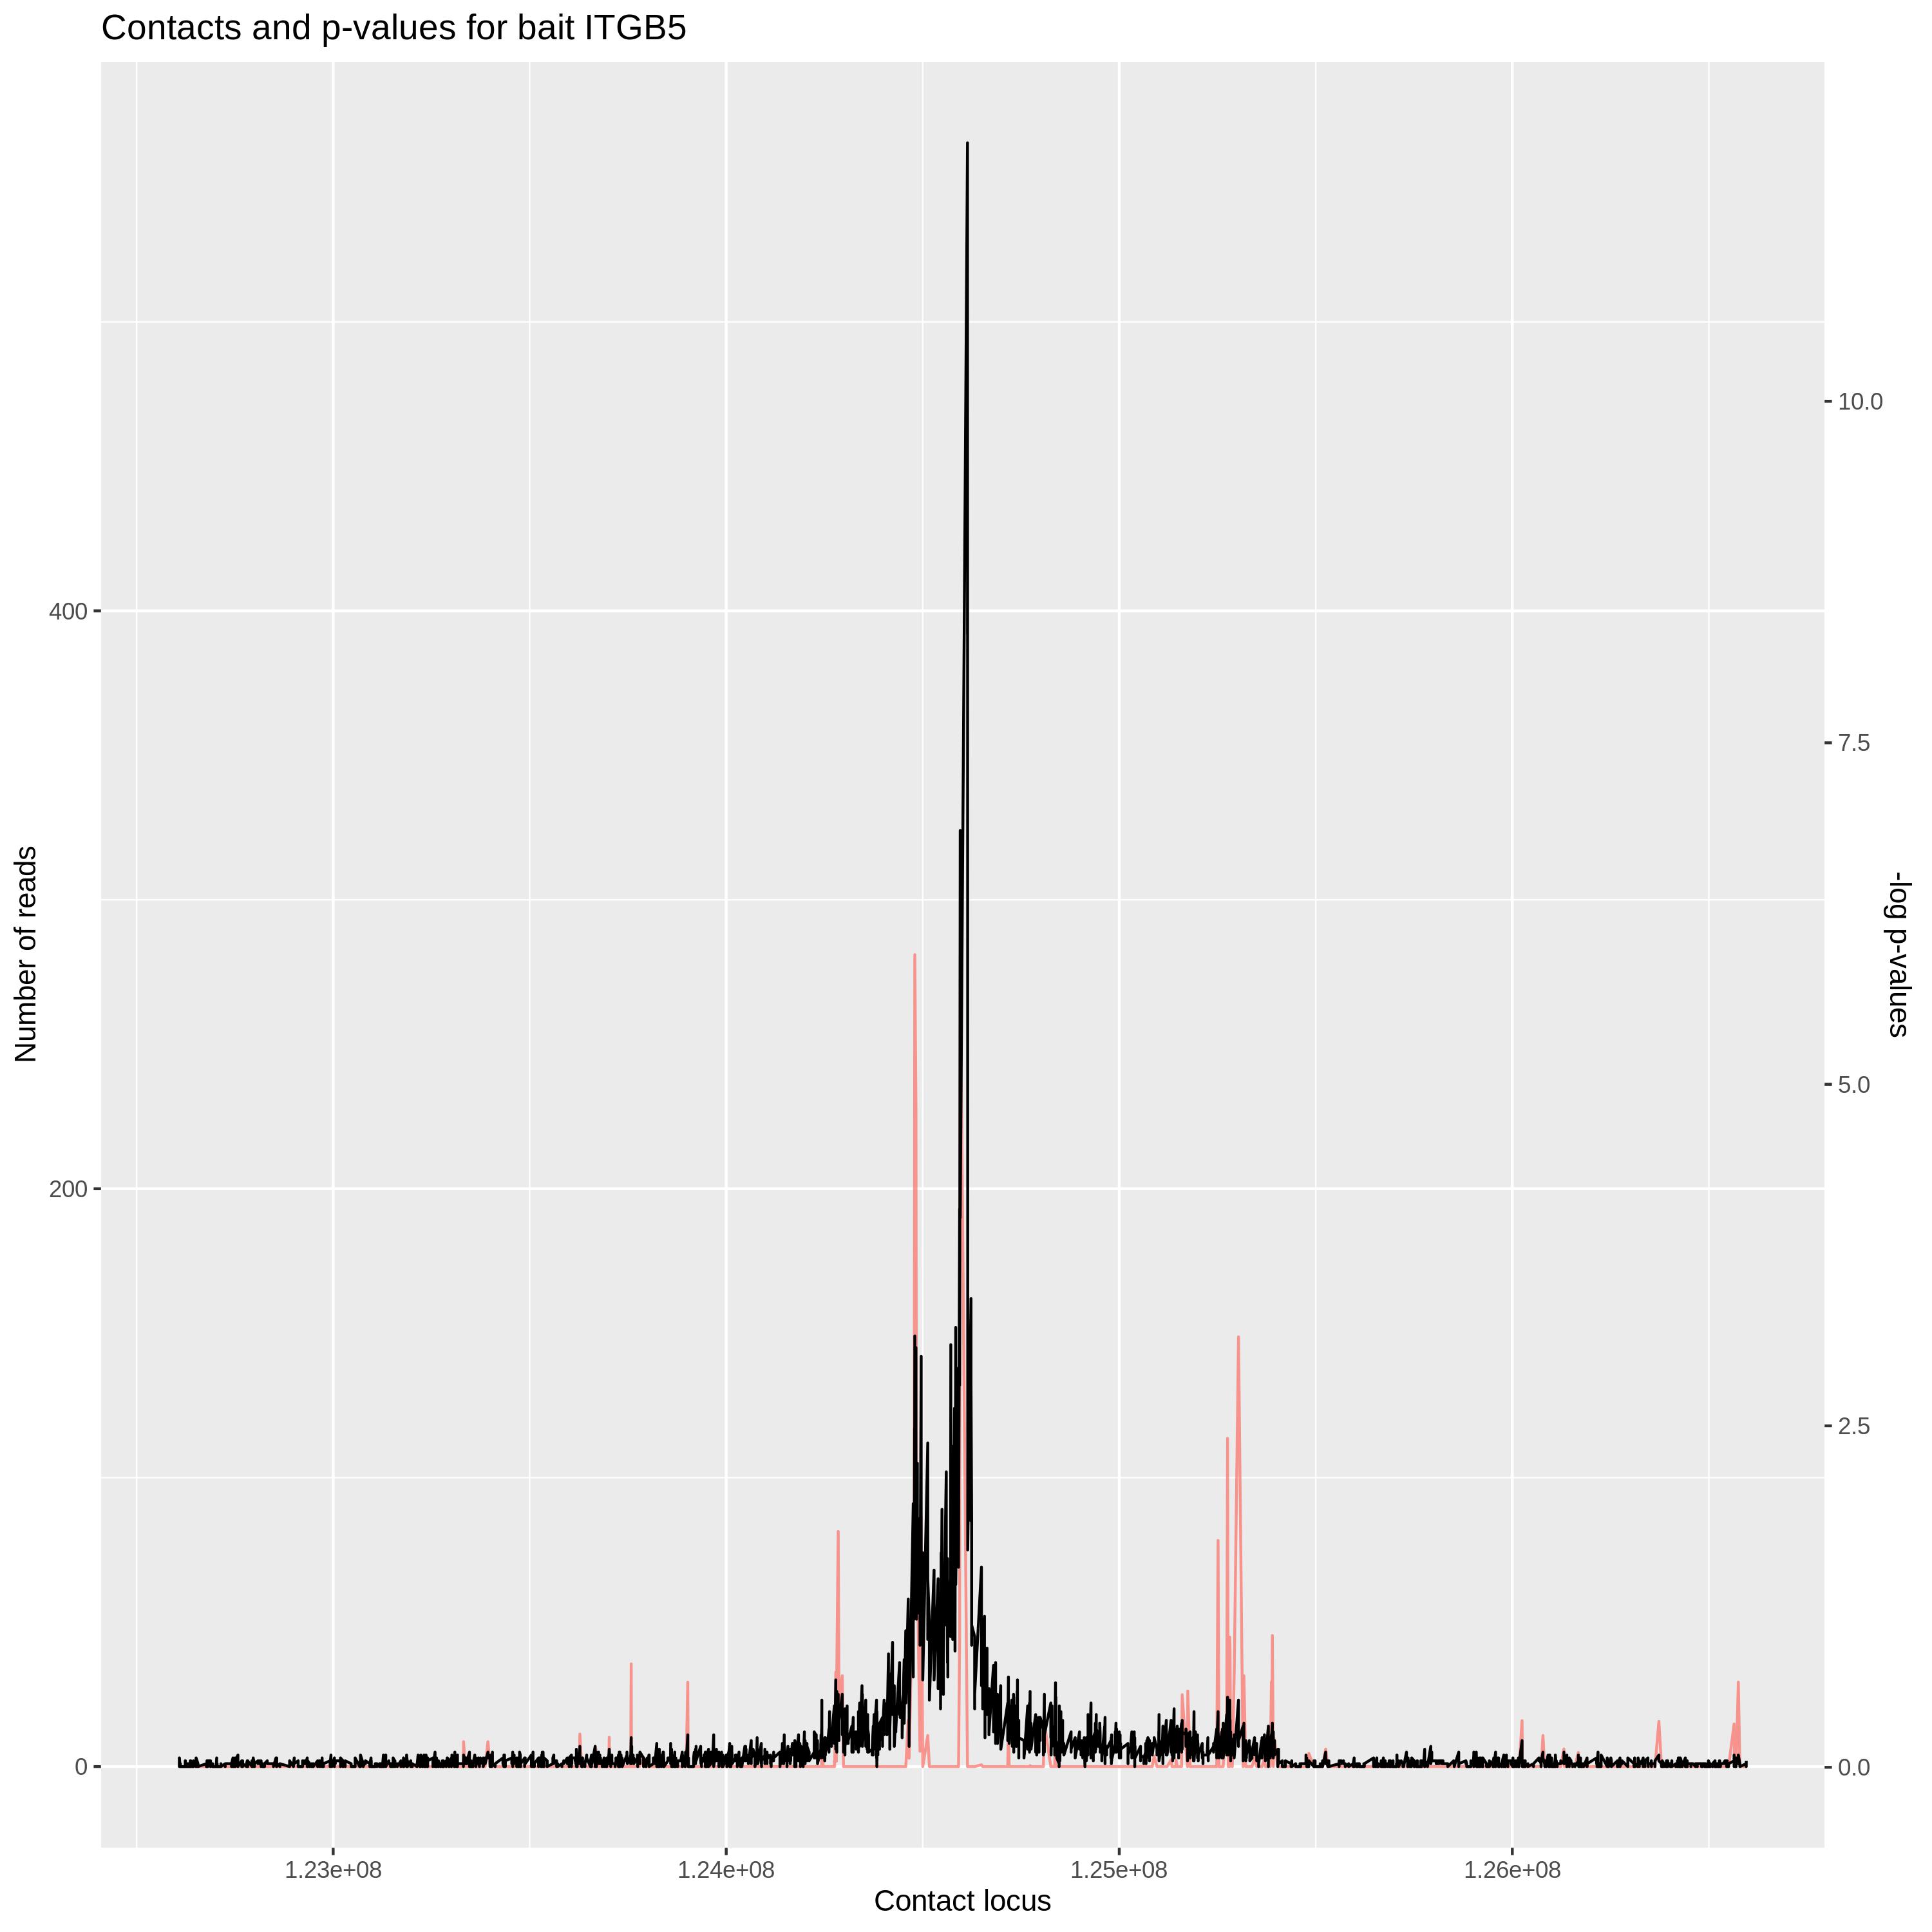 Contacts and p-values for bait ITGB5
Number of reads
400
200
0
10.0
7.5
5.0
2.5
0.0
-log p-values
1.23e+08
1.24e+08
1.25e+08
1.26e+08
Contact locus